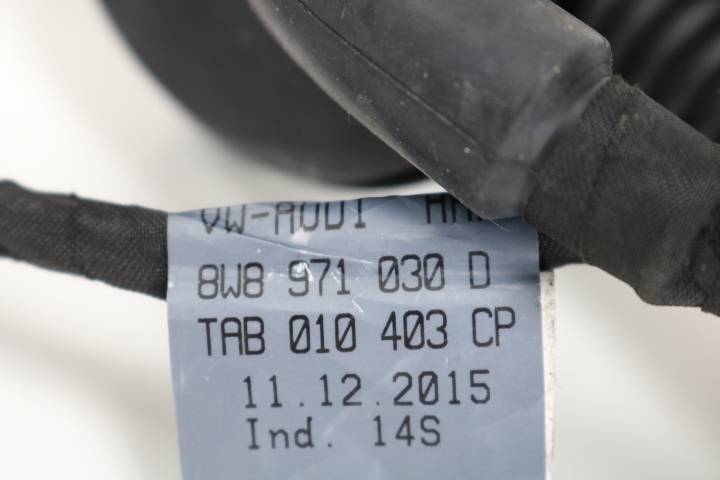 VW-AUDI
8W8 971 030 D
TAB 010 403 CP
11.12.2015
Ind. 14S